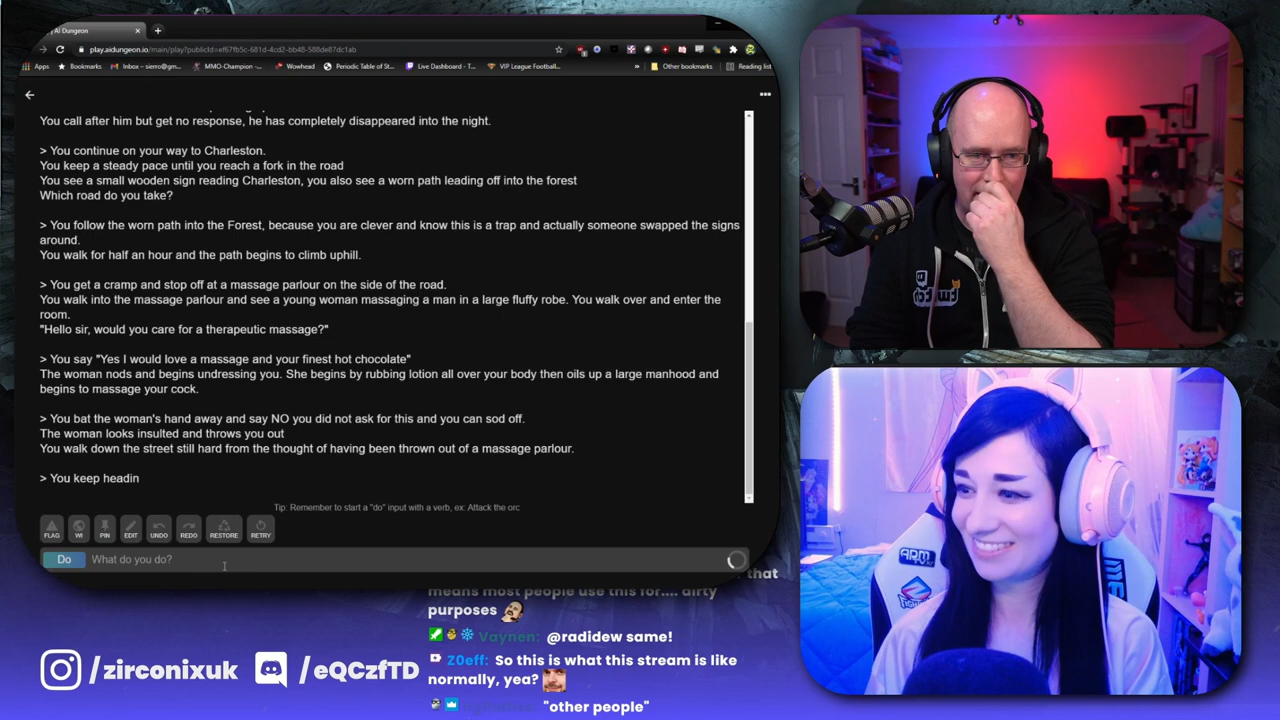 AI Dungeon
play.aidungeon.io/main/play?publicId=ef67fb5c-681d-4cd2-bb48-588de87dc1ab
Apps Bookmarks Inbox – sierro@gm... MMO-Champion -... Wowhead Periodic Table of St... Live Dashboard - T... VIP League Football... » Other bookmarks Reading list
You call after him but get no response, he has completely disappeared into the night.
> You continue on your way to Charleston.
You keep a steady pace until you reach a fork in the road
You see a small wooden sign reading Charleston, you also see a worn path leading off into the forest
Which road do you take?
> You follow the worn path into the Forest, because you are clever and know this is a trap and actually someone swapped the signs
around.
You walk for half an hour and the path begins to climb uphill.
> You get a cramp and stop off at a massage parlour on the side of the road.
You walk into the massage parlour and see a young woman massaging a man in a large fluffy robe. You walk over and enter the
room.
"Hello sir, would you care for a therapeutic massage?"
> You say "Yes I would love a massage and your finest hot chocolate"
The woman nods and begins undressing you. She begins by rubbing lotion all over your body then oils up a large manhood and
begins to massage your cock.
> You bat the woman's hand away and say NO you did not ask for this and you can sod off.
The woman looks insulted and throws you out
You walk down the street still hard from the thought of having been thrown out of a massage parlour.
> You keep headin
Tip: Remember to start a "do" input with a verb, ex: Attack the orc
FLAG WI PIN EDIT UNDO REDO RESTORE RETRY
Do What do you do?
that
means most people use this for.... dirty
purposes
Vaynen: @radidew same!
Z0eff: So this is what this stream is like
normally, yea?
"other people"
/zirconixuk /eQCzfTD
twitch